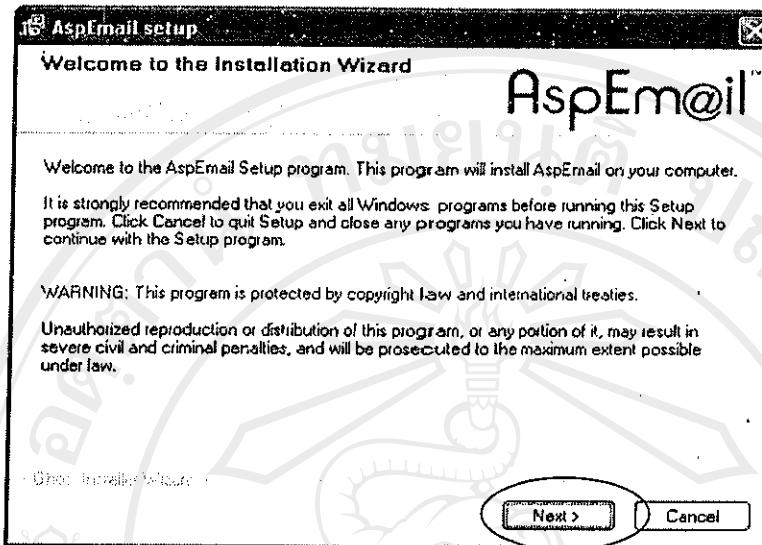 AspEmail setup
Welcome to the Installation Wizard
AspEm@il™
Welcome to the AspEmail Setup program. This program will install AspEmail on your computer.
It is strongly recommended that you exit all Windows programs before running this Setup
program. Click Cancel to quit Setup and close any programs you have running. Click Next to
continue with the Setup program.
WARNING: This program is protected by copyright law and international treaties.
Unauthorized reproduction or distribution of this program, or any portion of it, may result in
severe civil and criminal penalties, and will be prosecuted to the maximum extent possible
under law.
Next >
Cancel